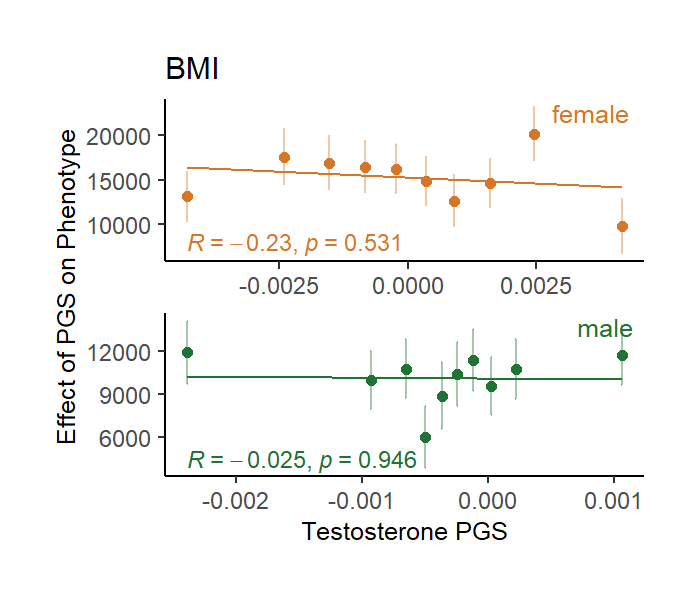 BMI
Effect of PGS on Phenotype
female
20000
15000
10000
R = −0.23, p = 0.531
-0.0025 0.0000 0.0025
male
12000
9000
6000
R = −0.025, p = 0.946
-0.002 -0.001 0.000 0.001
Testosterone PGS